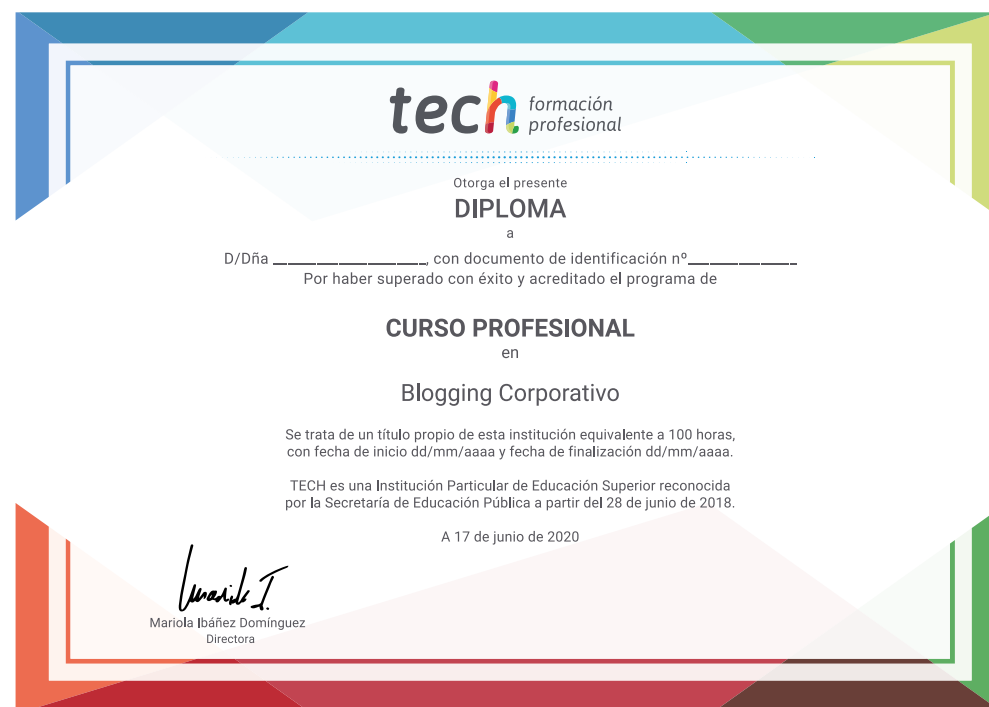 tech formación
profesional
Otorga el presente
DIPLOMA
a
D/Dña ____________________, con documento de identificación nº______________
Por haber superado con éxito y acreditado el programa de
CURSO PROFESIONAL
en
Blogging Corporativo
Se trata de un título propio de esta institución equivalente a 100 horas,
con fecha de inicio dd/mm/aaaa y fecha de finalización dd/mm/aaaa.
TECH es una Institución Particular de Educación Superior reconocida
por la Secretaría de Educación Pública a partir del 28 de junio de 2018.
A 17 de junio de 2020
Mariola Ibáñez Domínguez
Directora